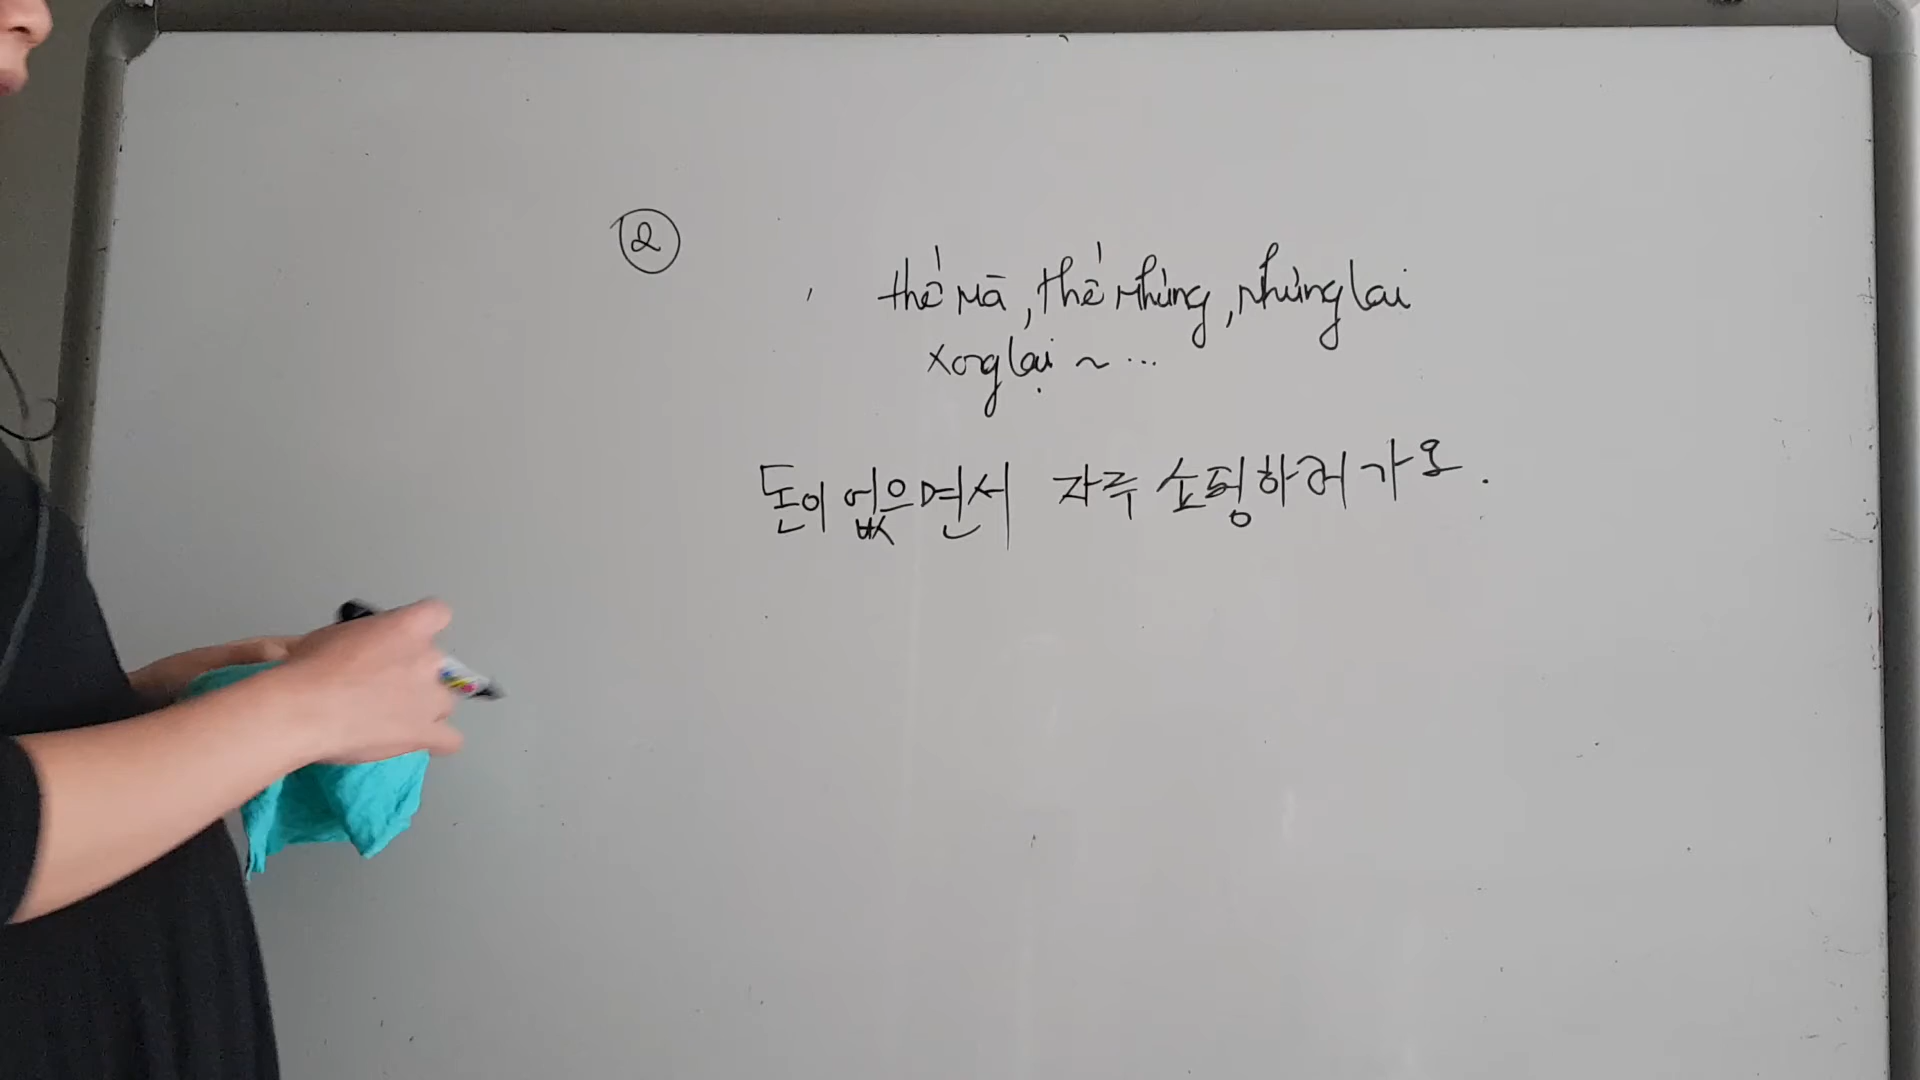 ②
thế mà, thế nhưng, nhưng lại
xong lại ~ ...
돈이 없으면서 자주 쇼핑하러 가요.